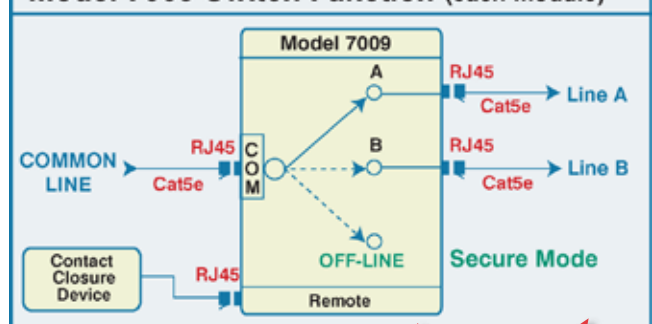 Model 7009
A
RJ45
Cat5e
Line A
B
RJ45
Cat5e
Line B
COMMON
LINE
RJ45
Cat5e
COM
OFF-LINE
Secure Mode
Contact
Closure
Device
RJ45
Remote